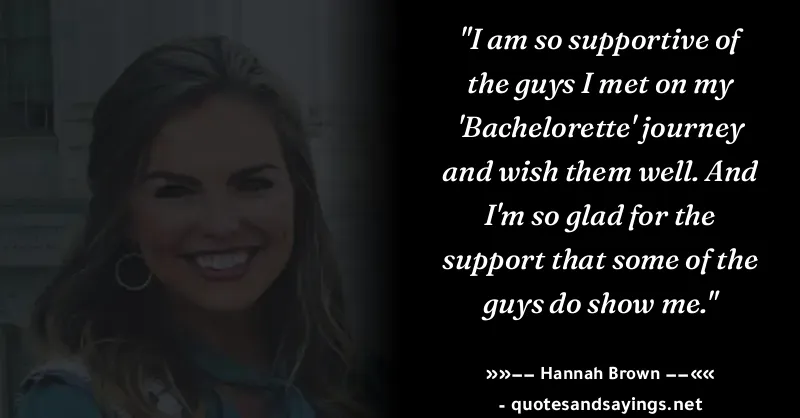 "I am so supportive of
the guys I met on my
'Bachelorette' journey
and wish them well. And
I'm so glad for the
support that some of the
guys do show me."
»»−− Hannah Brown −−««
- quotesandsayings.net